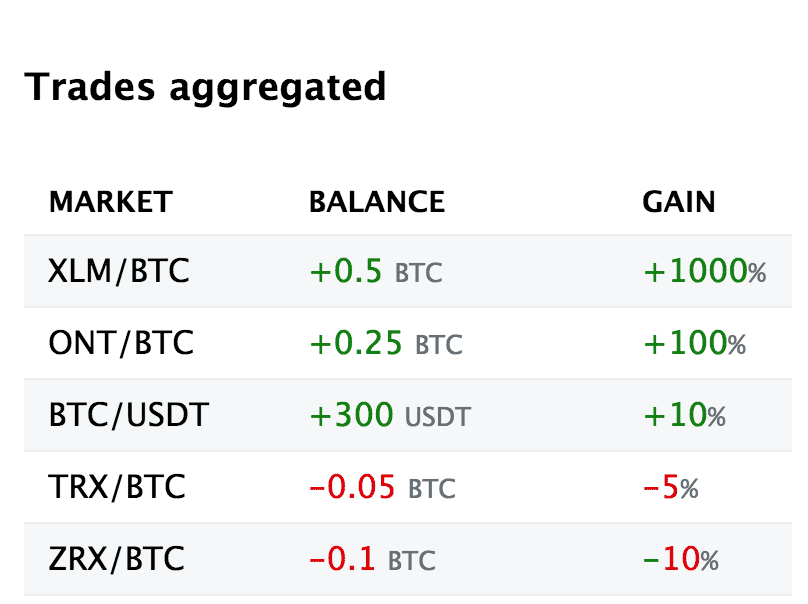 Trades aggregated
MARKET BALANCE GAIN
XLM/BTC +0.5 BTC +1000%
ONT/BTC +0.25 BTC +100%
BTC/USDT +300 USDT +10%
TRX/BTC -0.05 BTC -5%
ZRX/BTC -0.1 BTC -10%